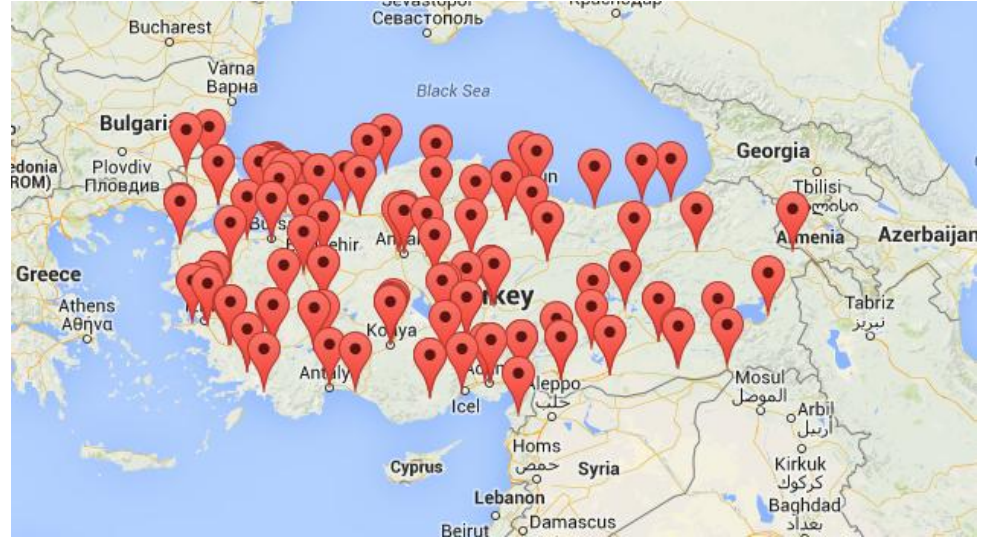 Севастополь
Bucharest
Varna
Варна
Black Sea
Bulgaria
Georgia
Plovdiv
Пловдив
ROM)
Tbilisi
Armenia
Azerbaijan
Greece
Athens
Αθήνα
Tabriz
تبریز
Konya
Mosul
الموصل
Aleppo
حلب
Icel
Arbil
أربيل
Homs
حمص
Syria
Kirkuk
كركوك
Cyprus
Lebanon
Baghdad
بغداد
Beirut
Damascus